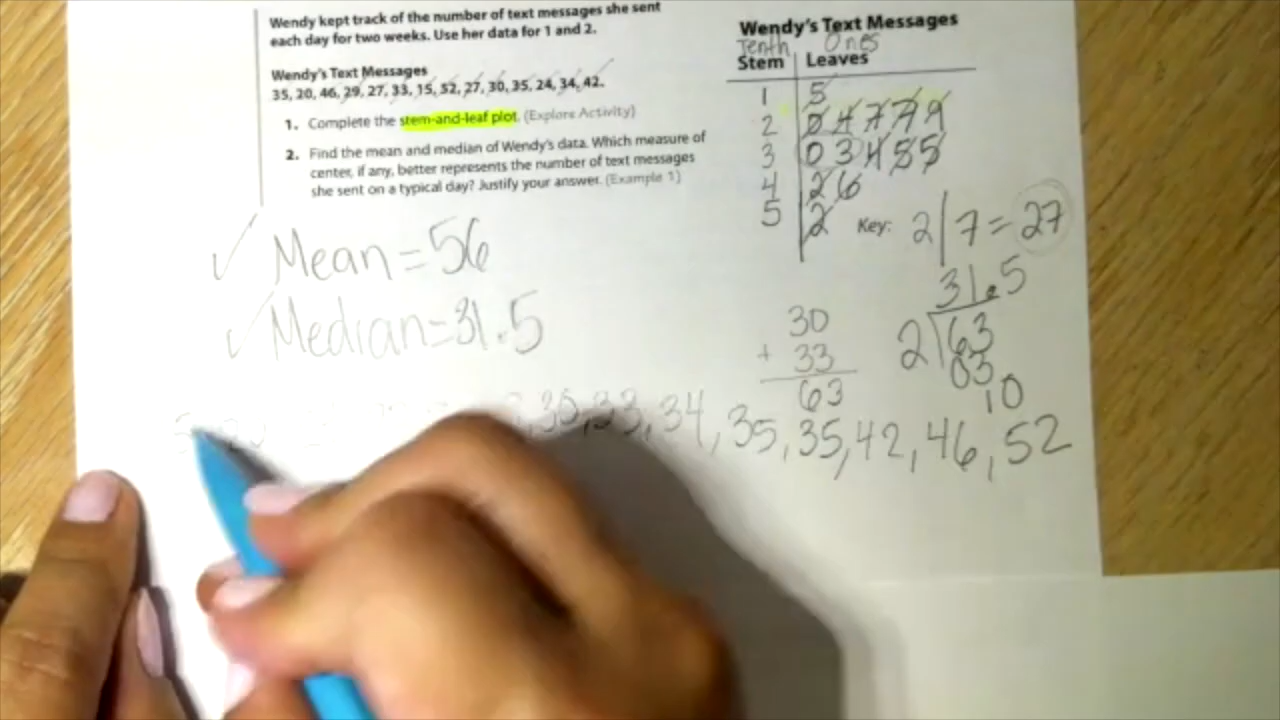 Wendy kept track of the number of text messages she sent
each day for two weeks. Use her data for 1 and 2.
Wendy's Text Messages
35, 20, 46, 29, 27, 33, 15, 52, 27, 30, 35, 24, 34, 42.
1. Complete the stem-and-leaf plot. (Explore Activity)
2. Find the mean and median of Wendy's data. Which measure of
center, if any, better represents the number of text messages
she sent on a typical day? Justify your answer. (Example 1)
Wendy's Text Messages
Tenth Ones
Stem Leaves
1 5
2 0 4 7 7 9
3 0 3 4 5 5
4 2 6
5 2
Key: 2|7 = 27
Mean = 56
Median = 31.5
30
+ 33
63
31.5
2 63
03
10
,33, 34, 35, 35, 42, 46, 52